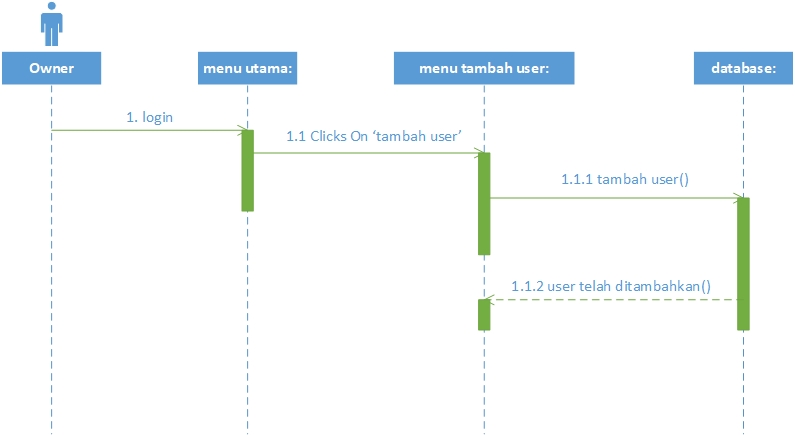 Owner
menu utama:
menu tambah user:
database:
1. login
1.1 Clicks On ‘tambah user’
1.1.1 tambah user()
1.1.2 user telah ditambahkan()